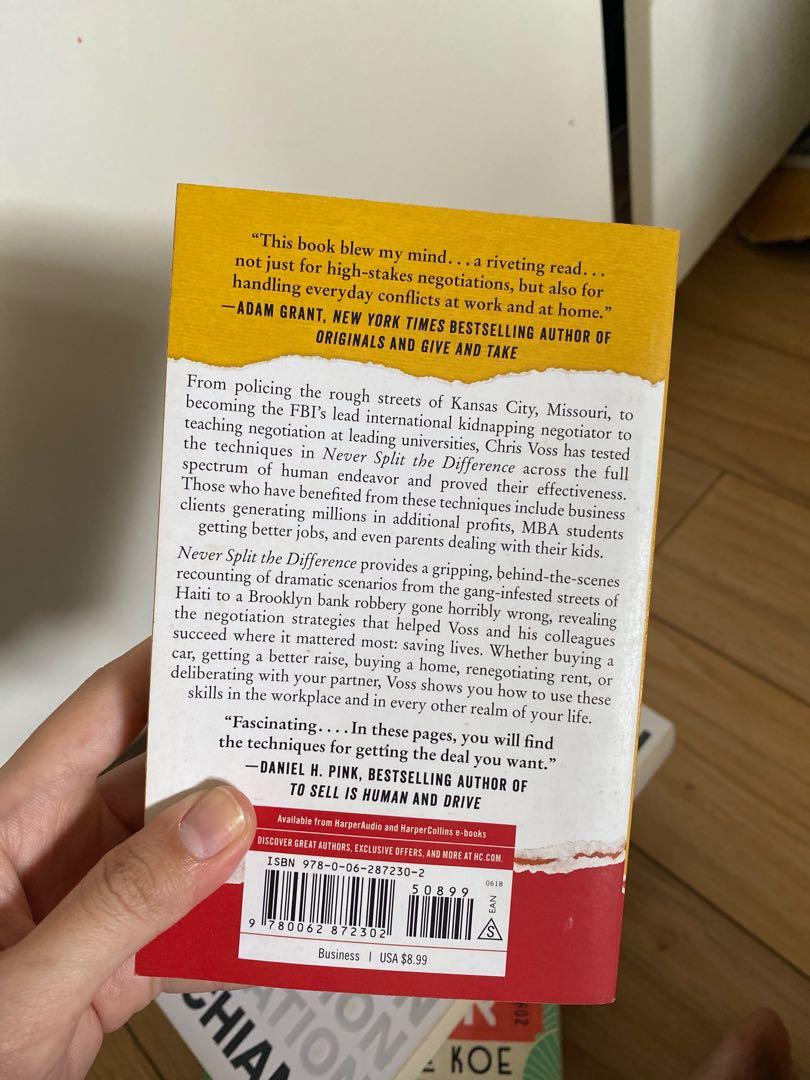 “This book blew my mind...a riveting read...
not just for high-stakes negotiations, but also for
handling everyday conflicts at work and at home.”
—ADAM GRANT, NEW YORK TIMES BESTSELLING AUTHOR OF
ORIGINALS AND GIVE AND TAKE
From policing the rough streets of Kansas City, Missouri, to
becoming the FBI’s lead international kidnapping negotiator to
teaching negotiation at leading universities, Chris Voss has tested
the techniques in Never Split the Difference across the full
spectrum of human endeavor and proved their effectiveness.
Those who have benefited from these techniques include business
clients generating millions in additional profits, MBA students
getting better jobs, and even parents dealing with their kids.
Never Split the Difference provides a gripping, behind-the-scenes
recounting of dramatic scenarios from the gang-infested streets of
Haiti to a Brooklyn bank robbery gone horribly wrong, revealing
the negotiation strategies that helped Voss and his colleagues
succeed where it mattered most: saving lives. Whether buying a
car, getting a better raise, buying a home, renegotiating rent, or
deliberating with your partner, Voss shows you how to use these
skills in the workplace and in every other realm of your life.
“Fascinating....In these pages, you will find
the techniques for getting the deal you want.”
—DANIEL H. PINK, BESTSELLING AUTHOR OF
TO SELL IS HUMAN AND DRIVE
Available from HarperAudio and HarperCollins e-books
DISCOVER GREAT AUTHORS, EXCLUSIVE OFFERS, AND MORE AT HC.COM.
ISBN 978-0-06-287230-2
50899
0618
EAN
S
9 780062 872302
Business | USA $8.99
KOE